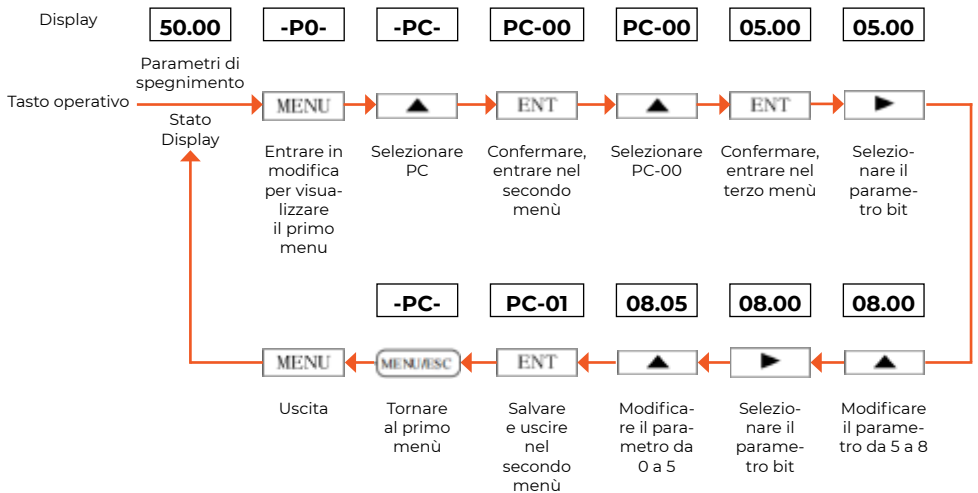 Display
50.00
-P0-
-PC-
PC-00
PC-00
05.00
05.00
Parametri di
spegnimento
Tasto operativo
MENU
ENT
ENT
Stato
Display
Entrare in
modifica
per visua-
lizzare
il primo
menu
Selezionare
PC
Confermare,
entrare nel
secondo
menù
Selezionare
PC-00
Confermare,
entrare nel
terzo menù
Selezio-
nare il
parame-
tro bit
-PC-
PC-01
08.05
08.00
08.00
MENU
MENU/ESC
ENT
Uscita
Tornare
al primo
menù
Salvare
e uscire
nel
secondo
menù
Modifica-
re il para-
metro da
0 a 5
Selezio-
nare il
parame-
tro bit
Modificare
il parame-
tro da 5 a 8